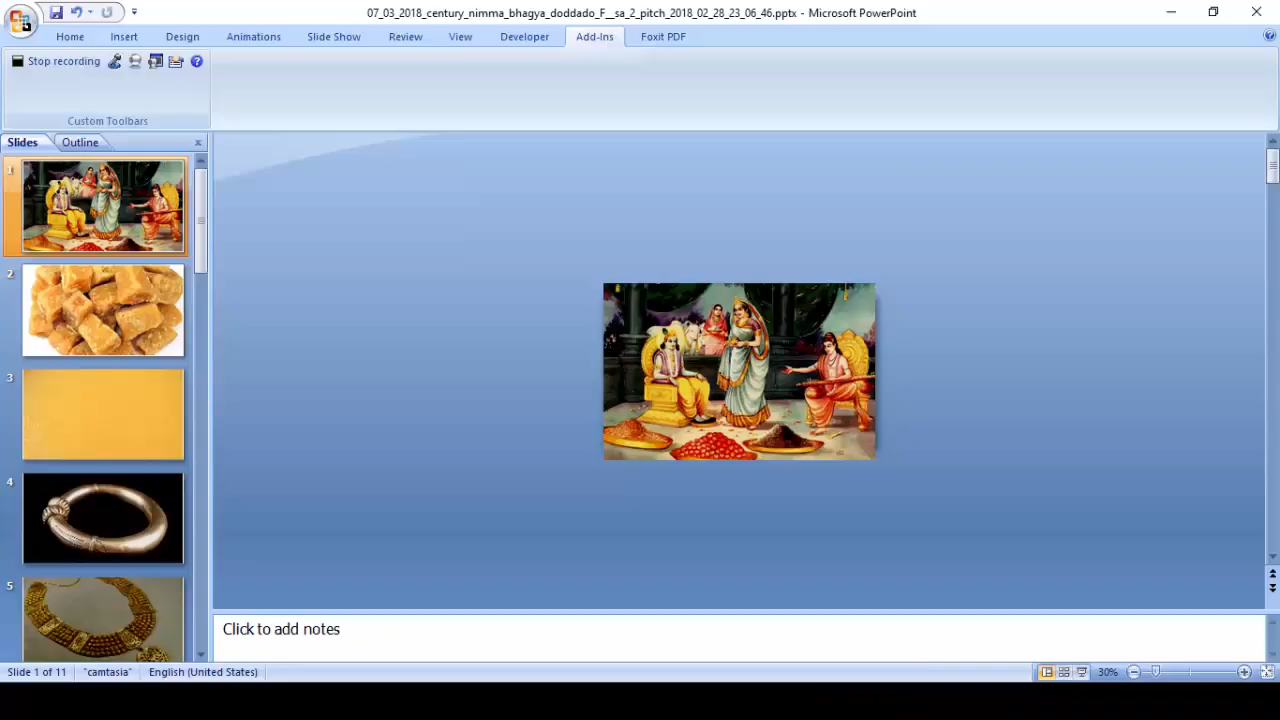 07_03_2018_century_nimma_bhagya_doddado_F__sa_2_pitch_2018_02_28_23_06_46.pptx - Microsoft PowerPoint
Home Insert Design Animations Slide Show Review View Developer Add-Ins Foxit PDF
Stop recording
Custom Toolbars
Slides Outline
1
2
3
4
5
Click to add notes
Slide 1 of 11 "camtasia" English (United States) 30%